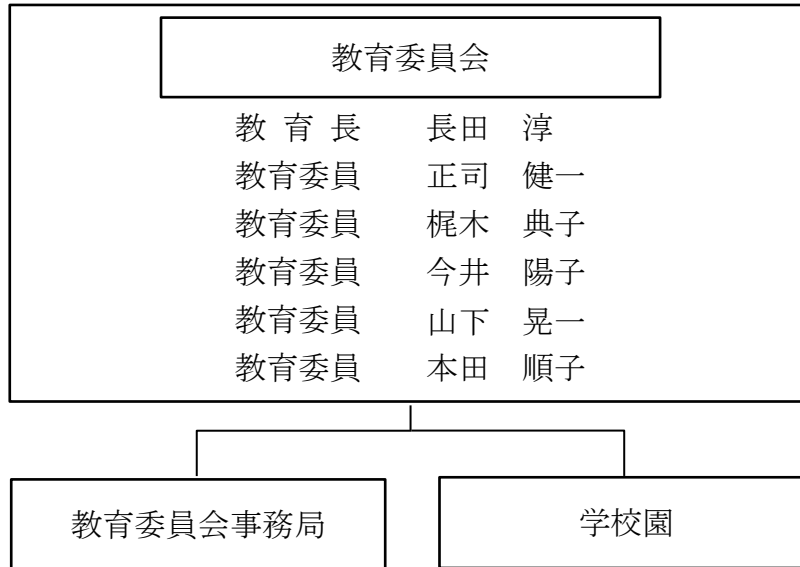 教育委員会
教 育 長　長田　淳
教育委員　正司　健一
教育委員　梶木　典子
教育委員　今井　陽子
教育委員　山下　晃一
教育委員　本田　順子
教育委員会事務局
学校園